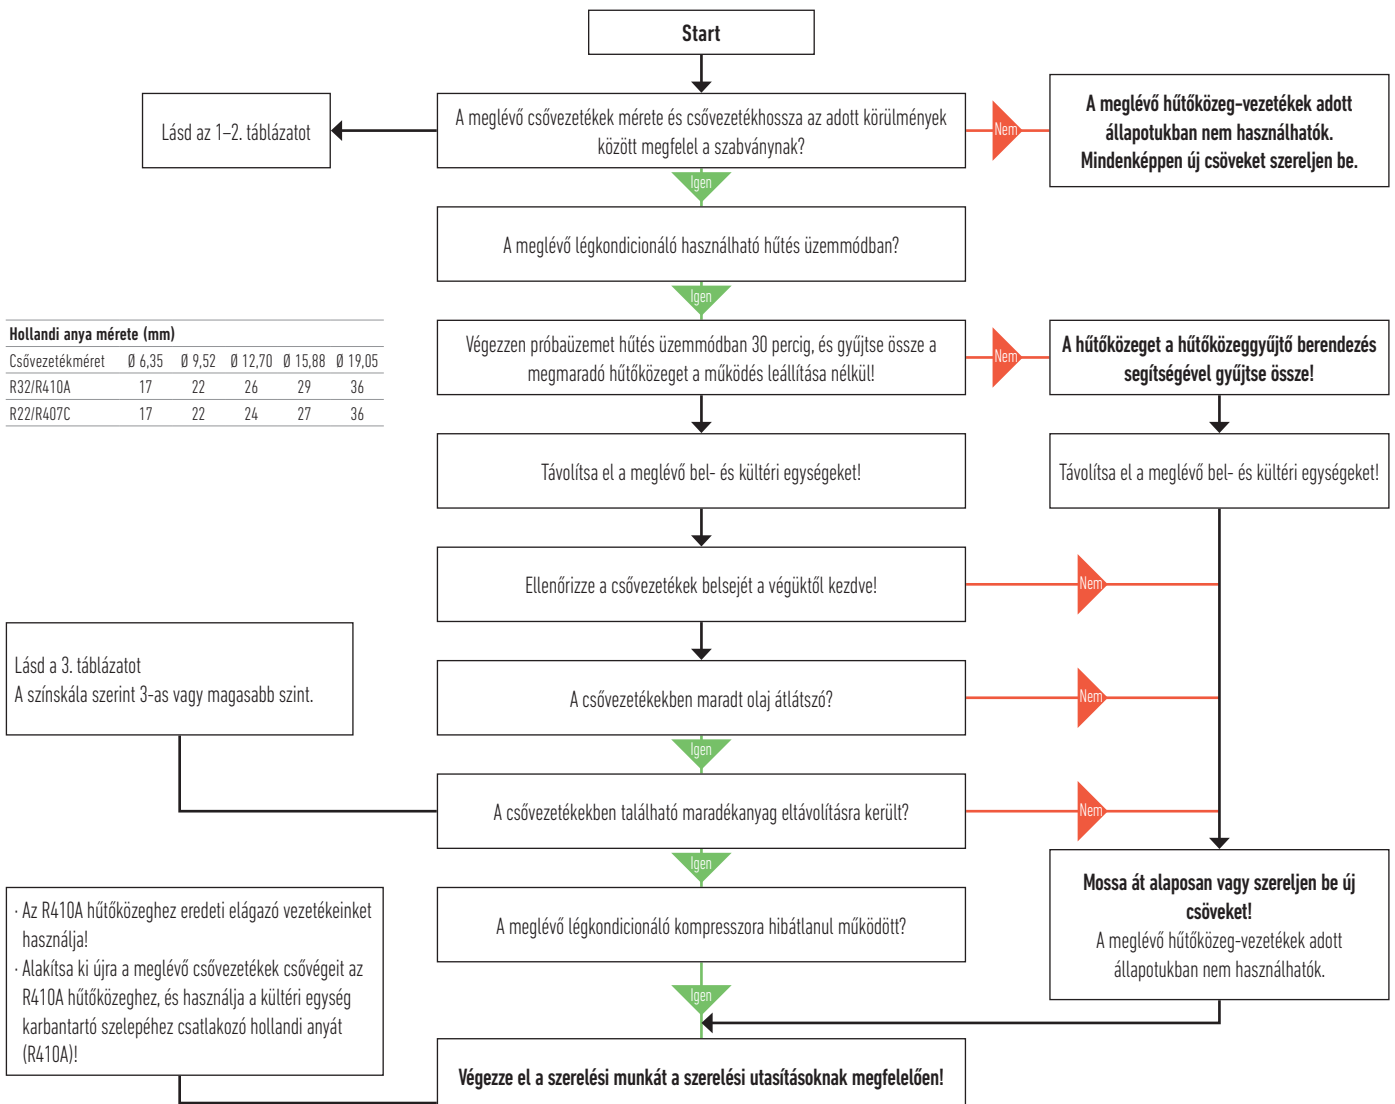 Start
Lásd az 1–2. táblázatot
A meglévő csővezetékek mérete és csővezetékhossza az adott körülmények
között megfelel a szabványnak?
Nem
A meglévő hűtőközeg-vezetékek adott
állapotukban nem használhatók.
Mindenképpen új csöveket szereljen be.
Igen
A meglévő légkondicionáló használható hűtés üzemmódban?
Igen
Hollandi anya mérete (mm)
Csővezetékméret Ø 6,35 Ø 9,52 Ø 12,70 Ø 15,88 Ø 19,05
R32/R410A 17 22 26 29 36
R22/R407C 17 22 24 27 36
Végezzen próbaüzemet hűtés üzemmódban 30 percig, és gyűjtse össze a
megmaradó hűtőközeget a működés leállítása nélkül!
Nem
A hűtőközeget a hűtőközeggyűjtő berendezés
segítségével gyűjtse össze!
Távolítsa el a meglévő bel- és kültéri egységeket!
Távolítsa el a meglévő bel- és kültéri egységeket!
Ellenőrizze a csővezetékek belsejét a végüktől kezdve!
Nem
Lásd a 3. táblázatot
A színskála szerint 3-as vagy magasabb szint.
A csővezetékekben maradt olaj átlátszó?
Nem
Igen
A csővezetékekben található maradékanyag eltávolításra került?
Nem
Igen
Mossa át alaposan vagy szereljen be új
csöveket!
A meglévő hűtőközeg-vezetékek adott
állapotukban nem használhatók.
A meglévő légkondicionáló kompresszora hibátlanul működött?
Igen
· Az R410A hűtőközeghez eredeti elágazó vezetékeinket
használja!
· Alakítsa ki újra a meglévő csővezetékek csővégeit az
R410A hűtőközeghez, és használja a kültéri egység
karbantartó szelepéhez csatlakozó hollandi anyát
(R410A)!
Végezze el a szerelési munkát a szerelési utasításoknak megfelelően!